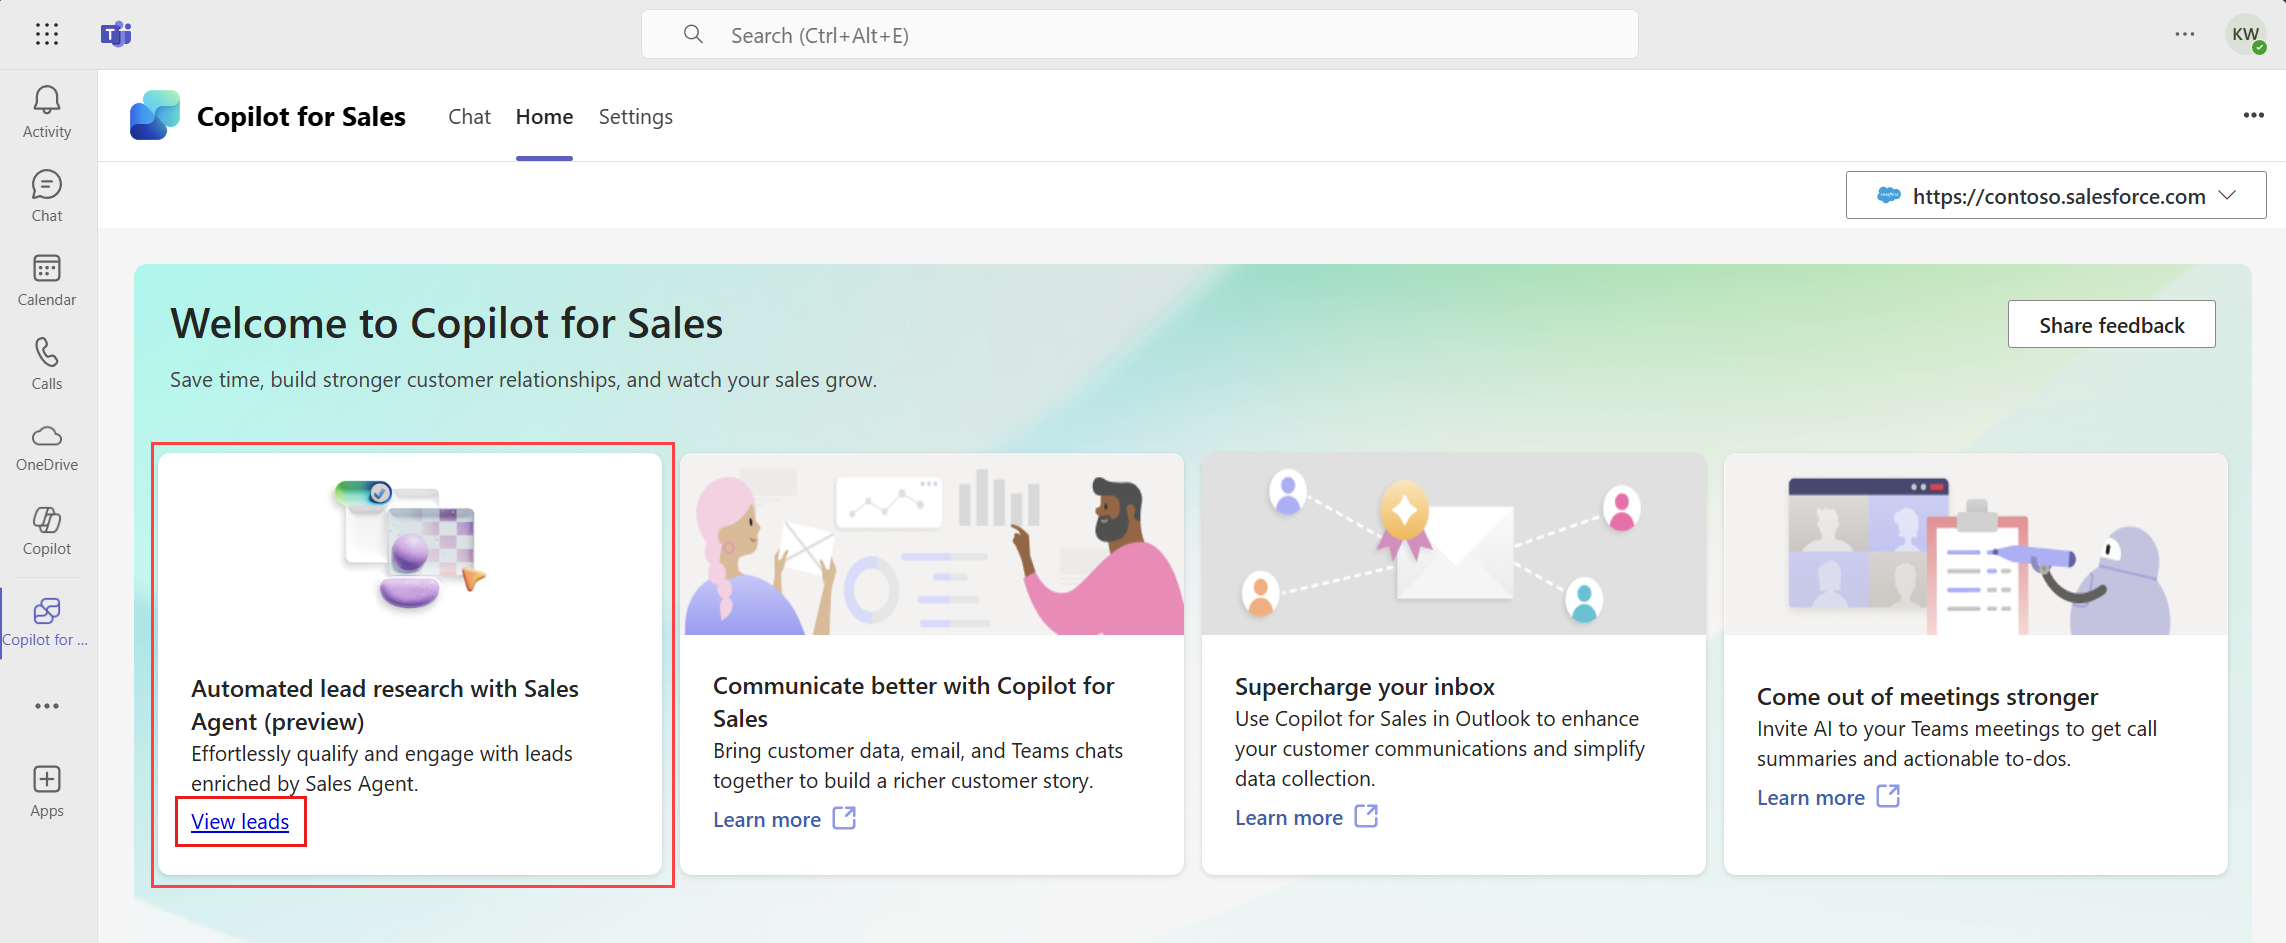 Search (Ctrl+Alt+E)
KW
Activity
Chat
Calendar
Calls
OneDrive
Copilot
Copilot for ...
Apps
Copilot for Sales
Chat
Home
Settings
https://contoso.salesforce.com
Welcome to Copilot for Sales
Save time, build stronger customer relationships, and watch your sales grow.
Share feedback
Automated lead research with Sales
Agent (preview)
Effortlessly qualify and engage with leads
enriched by Sales Agent.
View leads
Communicate better with Copilot for
Sales
Bring customer data, email, and Teams chats
together to build a richer customer story.
Learn more
Supercharge your inbox
Use Copilot for Sales in Outlook to enhance
your customer communications and simplify
data collection.
Learn more
Come out of meetings stronger
Invite AI to your Teams meetings to get call
summaries and actionable to-dos.
Learn more